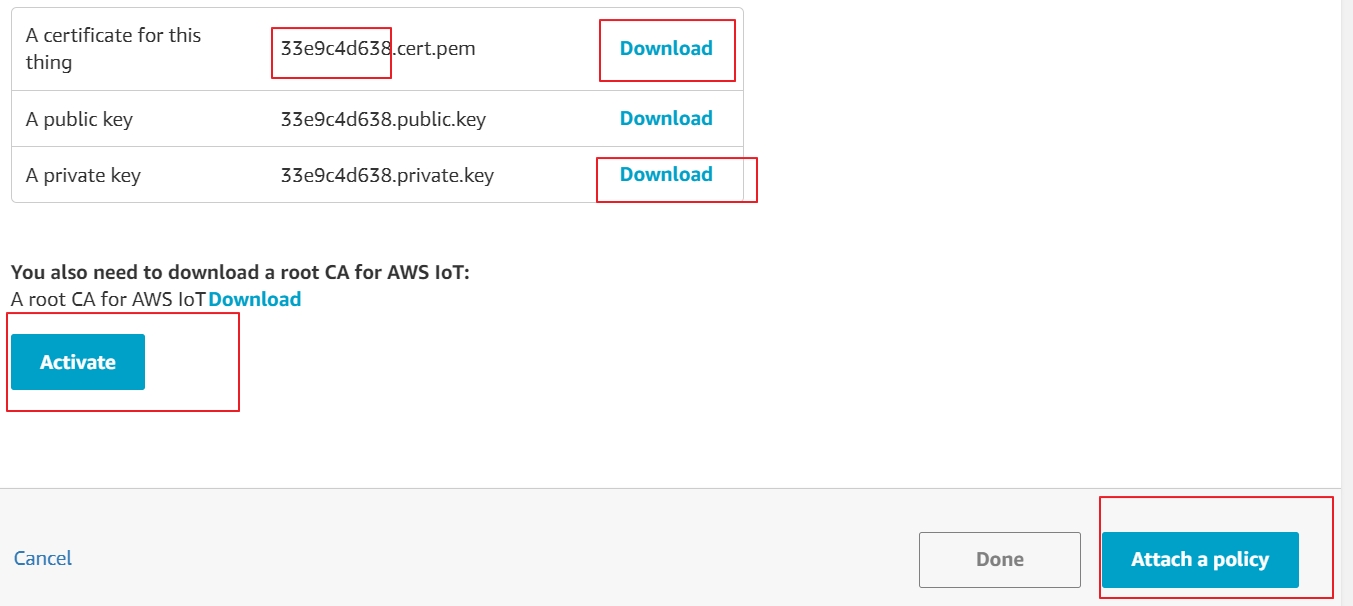 A certificate for this
thing
33e9c4d638.cert.pem
Download
A public key
33e9c4d638.public.key
Download
A private key
33e9c4d638.private.key
Download
You also need to download a root CA for AWS IoT:
A root CA for AWS IoT Download
Activate
Cancel
Done
Attach a policy